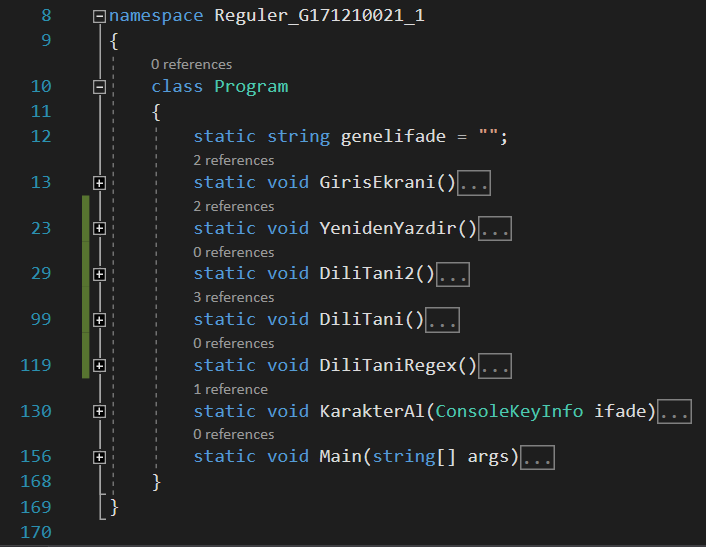 8 namespace Reguler_G171210021_1
9 {
0 references
10 class Program
11 {
12 static string genelifade = "";
2 references
13 static void GirisEkrani()...
2 references
23 static void YenidenYazdir()...
0 references
29 static void DiliTani2()...
3 references
99 static void DiliTani()...
0 references
119 static void DiliTaniRegex()...
1 reference
130 static void KarakterAl(ConsoleKeyInfo ifade)...
0 references
156 static void Main(string[] args)...
168 }
169 }
170